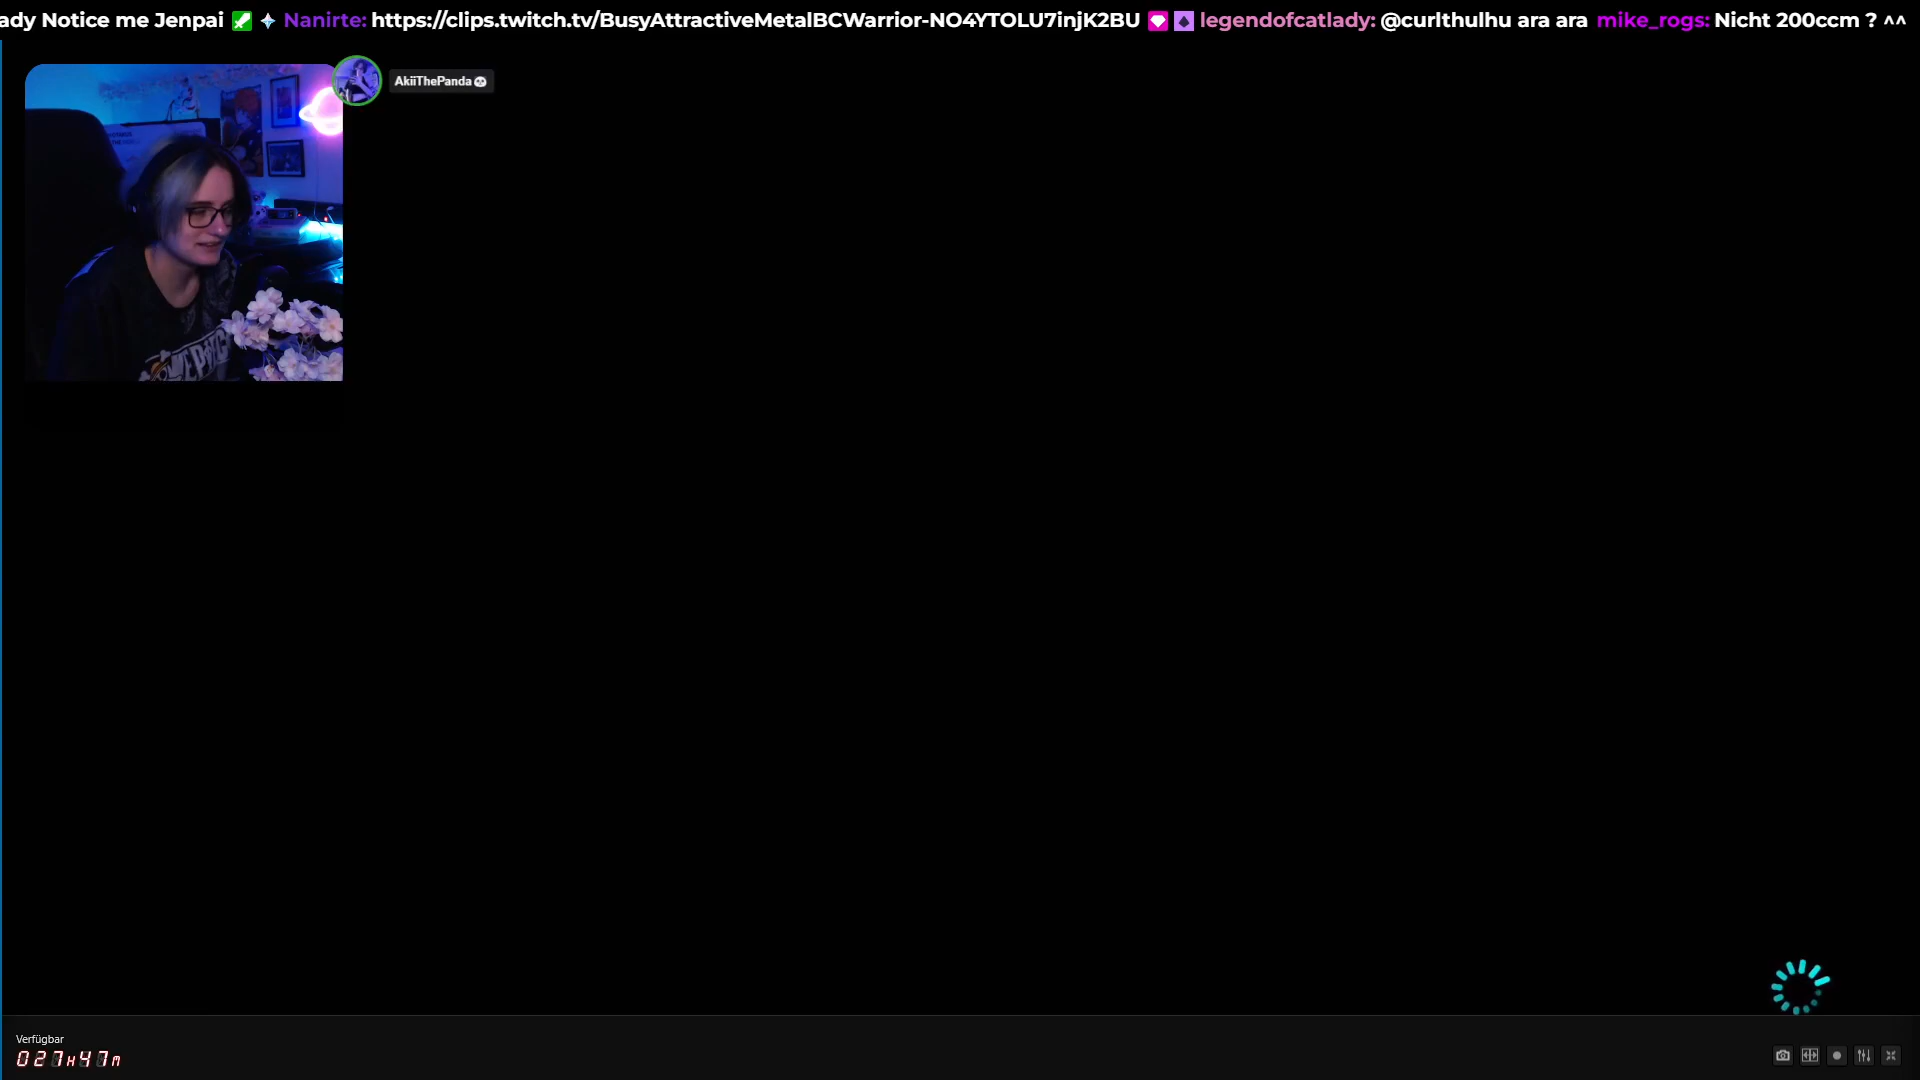 ady Notice me Jenpai Nanirte: https://clips.twitch.tv/BusyAttractiveMetalBCWarrior-NO4YTOLU7injK2BU legendofcatlady: @curlthulhu ara ara mike_rogs: Nicht 200ccm ? ^^
AkiiThePanda
Verfügbar
027H47M